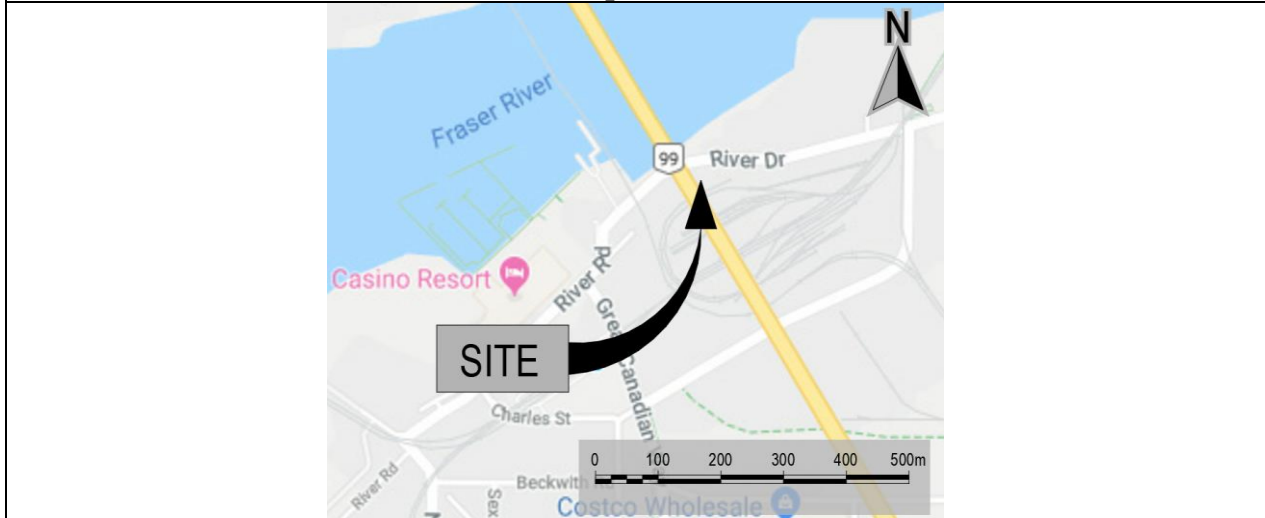 N
Fraser River
99
River Dr
Casino Resort
River R
SITE
Great Canadian
Charles St
0 100 200 300 400 500m
River Rd
Beckwith Rd
Costco Wholesale